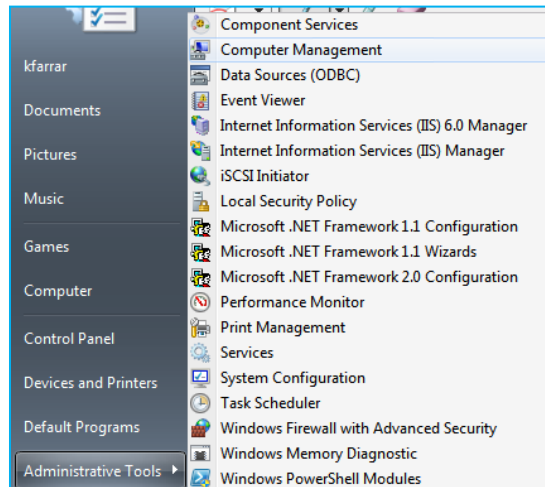 kfarrar
Documents
Pictures
Music
Games
Computer
Control Panel
Devices and Printers
Default Programs
Administrative Tools
Component Services
Computer Management
Data Sources (ODBC)
Event Viewer
Internet Information Services (IIS) 6.0 Manager
Internet Information Services (IIS) Manager
iSCSI Initiator
Local Security Policy
Microsoft .NET Framework 1.1 Configuration
Microsoft .NET Framework 1.1 Wizards
Microsoft .NET Framework 2.0 Configuration
Performance Monitor
Print Management
Services
System Configuration
Task Scheduler
Windows Firewall with Advanced Security
Windows Memory Diagnostic
Windows PowerShell Modules